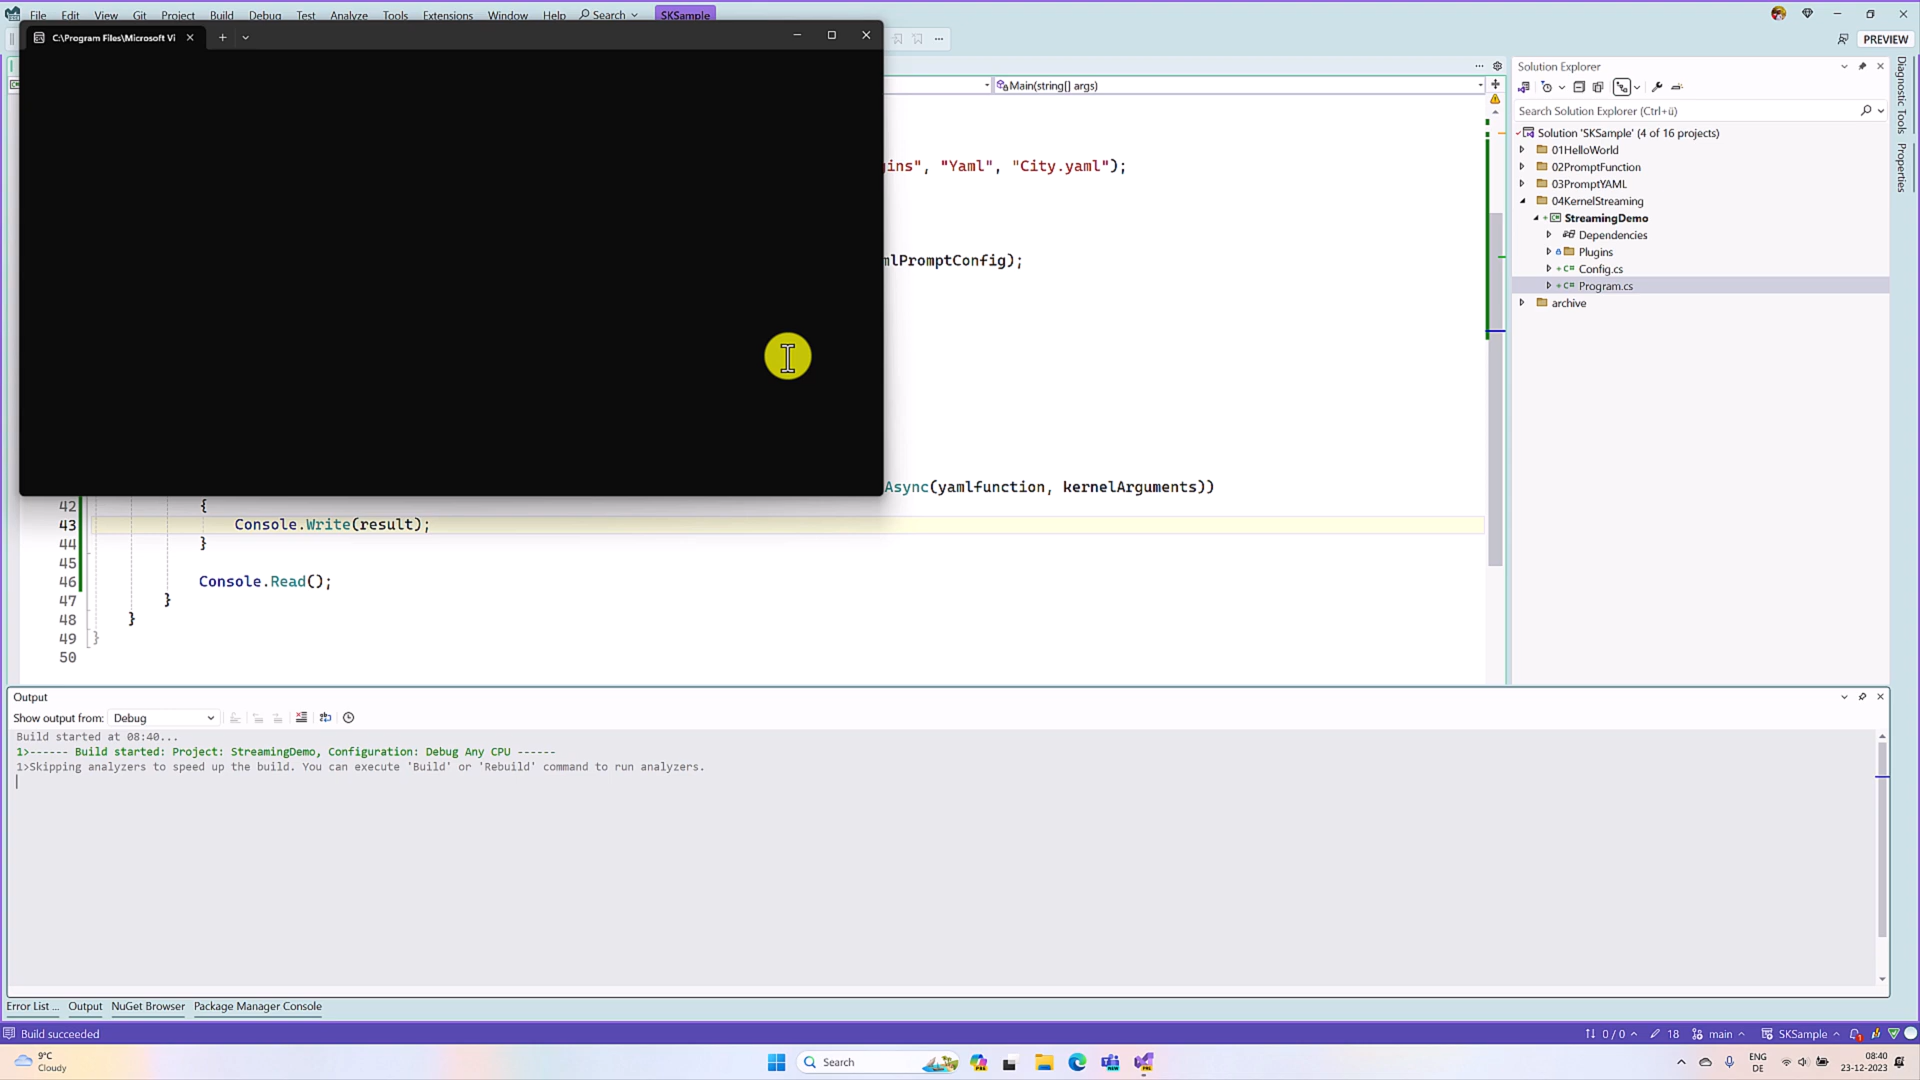 File Edit View Git Project Build Debug Test Analyze Tools Extensions Window Help Search SKSample
C:\Program Files\Microsoft Vi
PREVIEW
Main(string[] args)
ins", "Yaml", "City.yaml");
mlPromptConfig);
Async(yamlfunction, kernelArguments))
42 {
43 Console.Write(result);
44 }
45
46 Console.Read();
47 }
48 }
49 }
50
Solution Explorer
Search Solution Explorer (Ctrl+ü)
Solution 'SKSample' (4 of 16 projects)
01HelloWorld
02PromptFunction
03PromptYAML
04KernelStreaming
StreamingDemo
Dependencies
Plugins
Config.cs
Program.cs
archive
Diagnostic Tools
Properties
Output
Show output from: Debug
Build started at 08:40...
1>------ Build started: Project: StreamingDemo, Configuration: Debug Any CPU ------
1>Skipping analyzers to speed up the build. You can execute 'Build' or 'Rebuild' command to run analyzers.
Error List ... Output NuGet Browser Package Manager Console
Build succeeded
0 / 0 18 main SKSample
9°C
Cloudy
Search
ENG
DE
08:40
23-12-2023